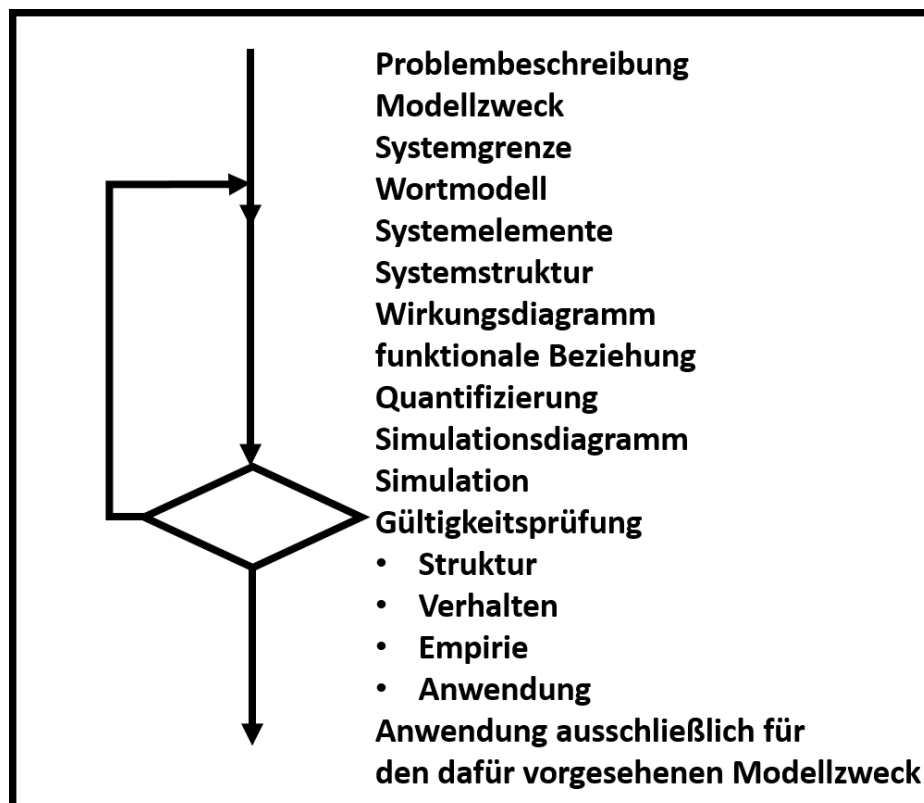 Problembeschreibung
Modellzweck
Systemgrenze
Wortmodell
Systemelemente
Systemstruktur
Wirkungsdiagramm
funktionale Beziehung
Quantifizierung
Simulationsdiagramm
Simulation
Gültigkeitsprüfung
• Struktur
• Verhalten
• Empirie
• Anwendung
Anwendung ausschließlich für
den dafür vorgesehenen Modellzweck